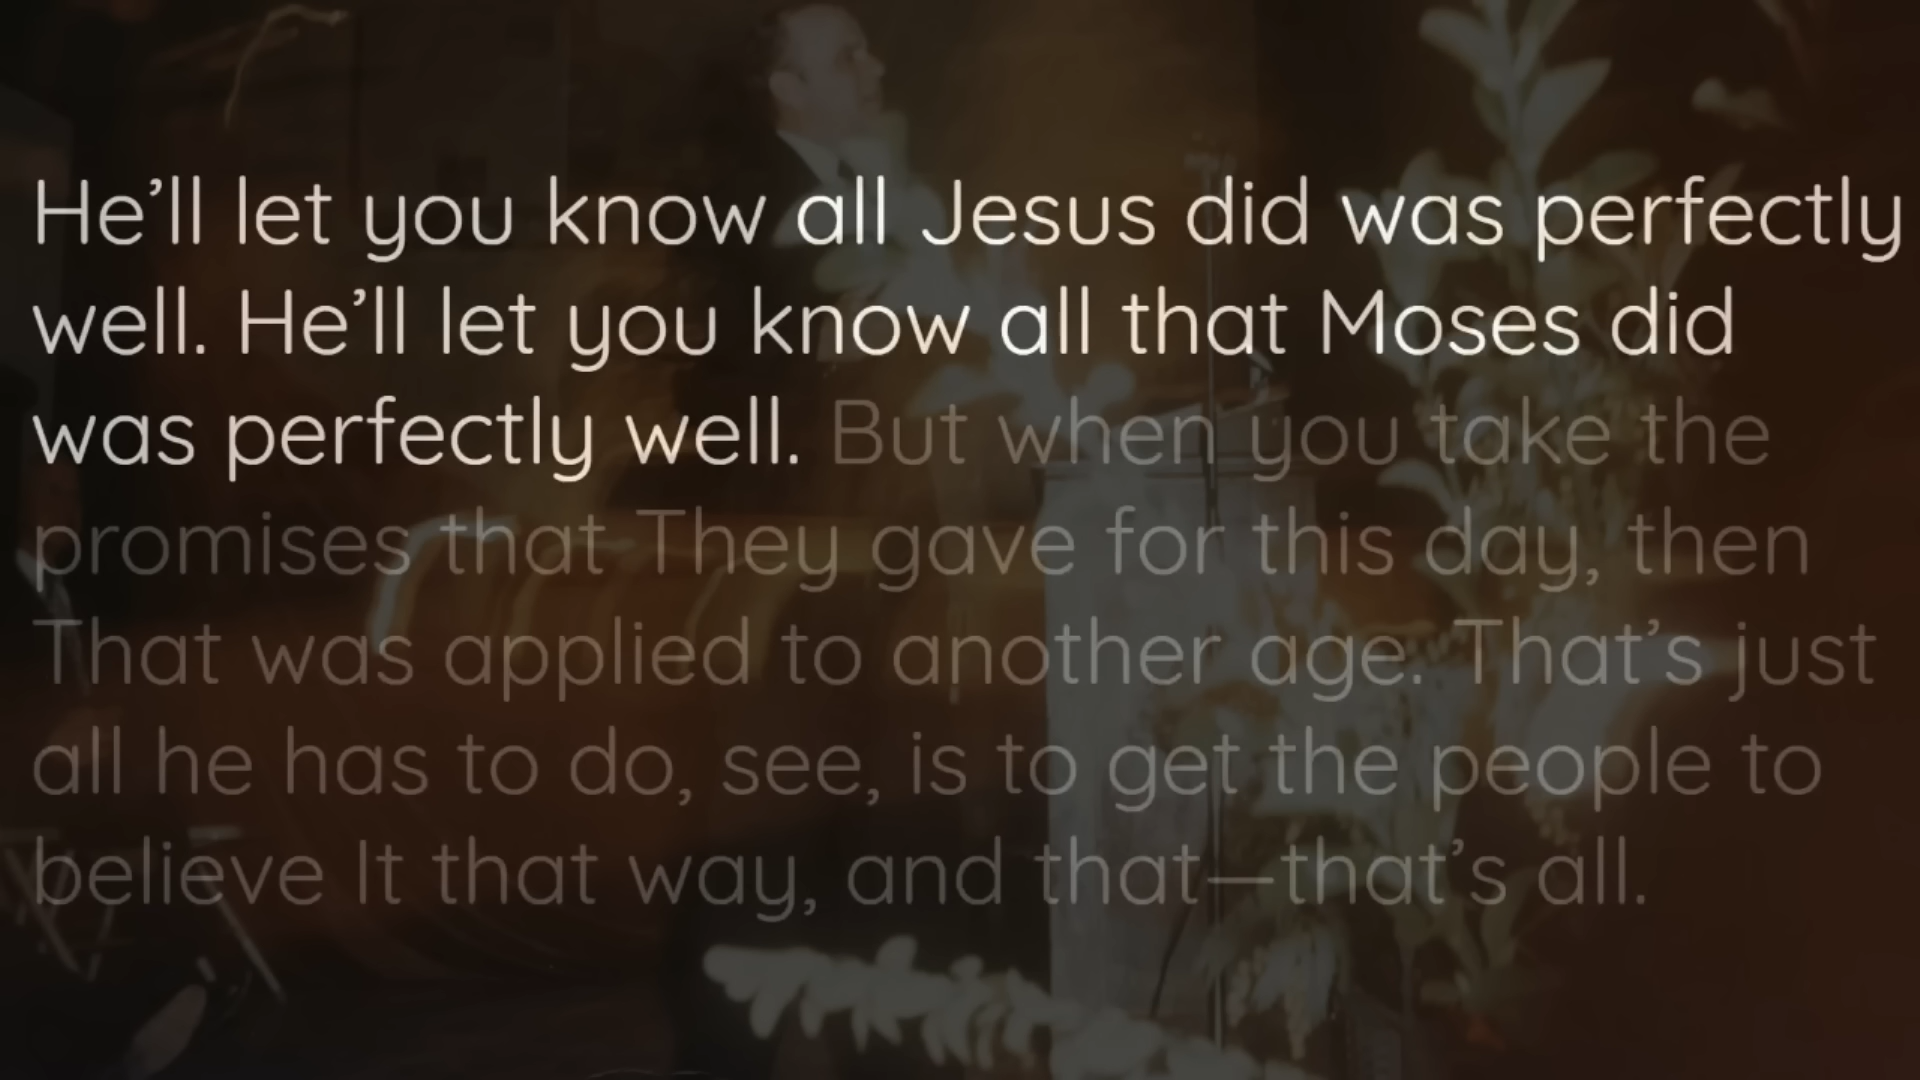 He’ll let you know all Jesus did was perfectly
well. He’ll let you know all that Moses did
was perfectly well. But when you take the
promises that They gave for this day, then
That was applied to another age. That’s just
all he has to do, see, is to get the people to
believe It that way, and that—that’s all.